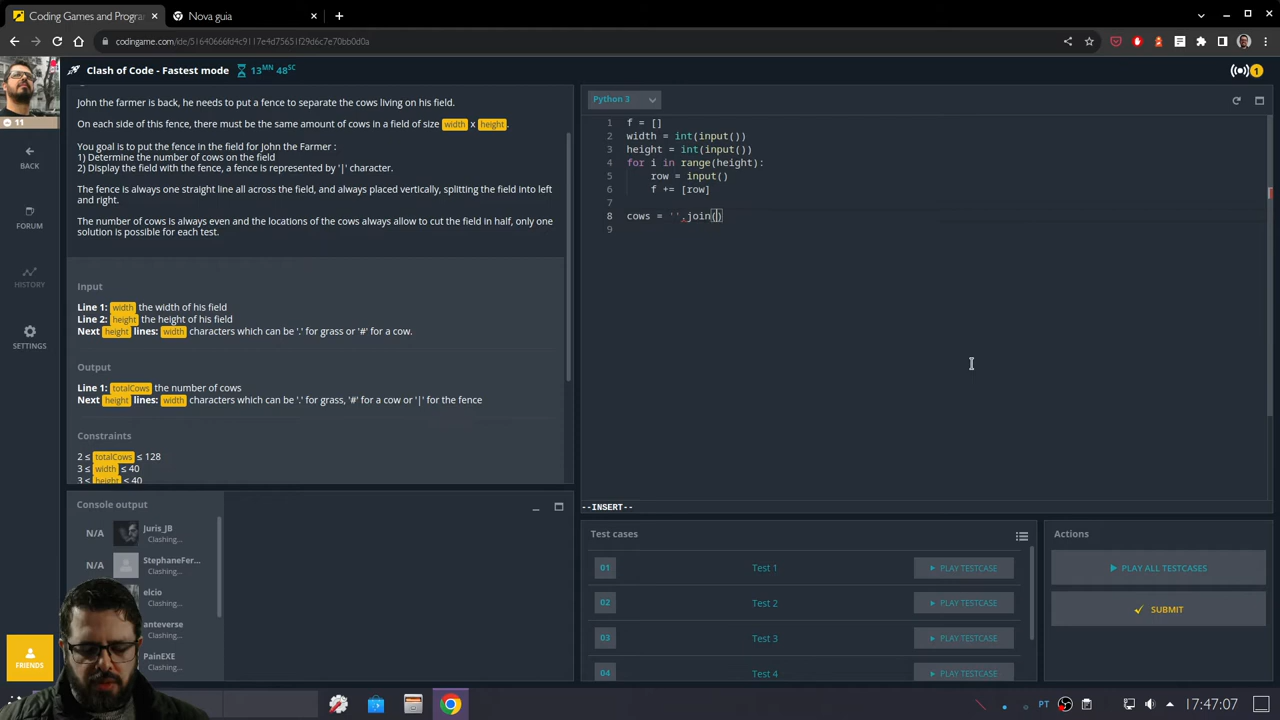 Coding Games and Progra
Nova guia
codingame.com/ide/51640666fd4c9117e4d75651f29d6c7e70bb0d0a
Clash of Code - Fastest mode
13MN 48SC
1
11
BACK
FORUM
HISTORY
SETTINGS
FRIENDS
John the farmer is back, he needs to put a fence to separate the cows living on his field.
On each side of this fence, there must be the same amount of cows in a field of size width x height.
You goal is to put the fence in the field for John the Farmer :
1) Determine the number of cows on the field
2) Display the field with the fence, a fence is represented by '|' character.
The fence is always one straight line all across the field, and always placed vertically, splitting the field into left
and right.
The number of cows is always even and the locations of the cows always allow to cut the field in half, only one
solution is possible for each test.
Input
Line 1: width the width of his field
Line 2: height the height of his field
Next height lines: width characters which can be '.' for grass or '#' for a cow.
Output
Line 1: totalCows the number of cows
Next height lines: width characters which can be '.' for grass, '#' for a cow or '|' for the fence
Constraints
2 ≤ totalCows ≤ 128
3 ≤ width ≤ 40
3 ≤ height ≤ 40
Console output
N/A Juris_JB
Clashing...
N/A StephaneFer...
Clashing...
elcio
Clashing...
anteverse
Clashing...
PainEXE
Clashing...
Python 3
1 f = []
2 width = int(input())
3 height = int(input())
4 for i in range(height):
5 row = input()
6 f += [row]
7
8 cows = ''.join()
9
--INSERT--
Test cases
01 Test 1 PLAY TESTCASE
02 Test 2 PLAY TESTCASE
03 Test 3 PLAY TESTCASE
04 Test 4 PLAY TESTCASE
Actions
PLAY ALL TESTCASES
SUBMIT
PT
17:47:07